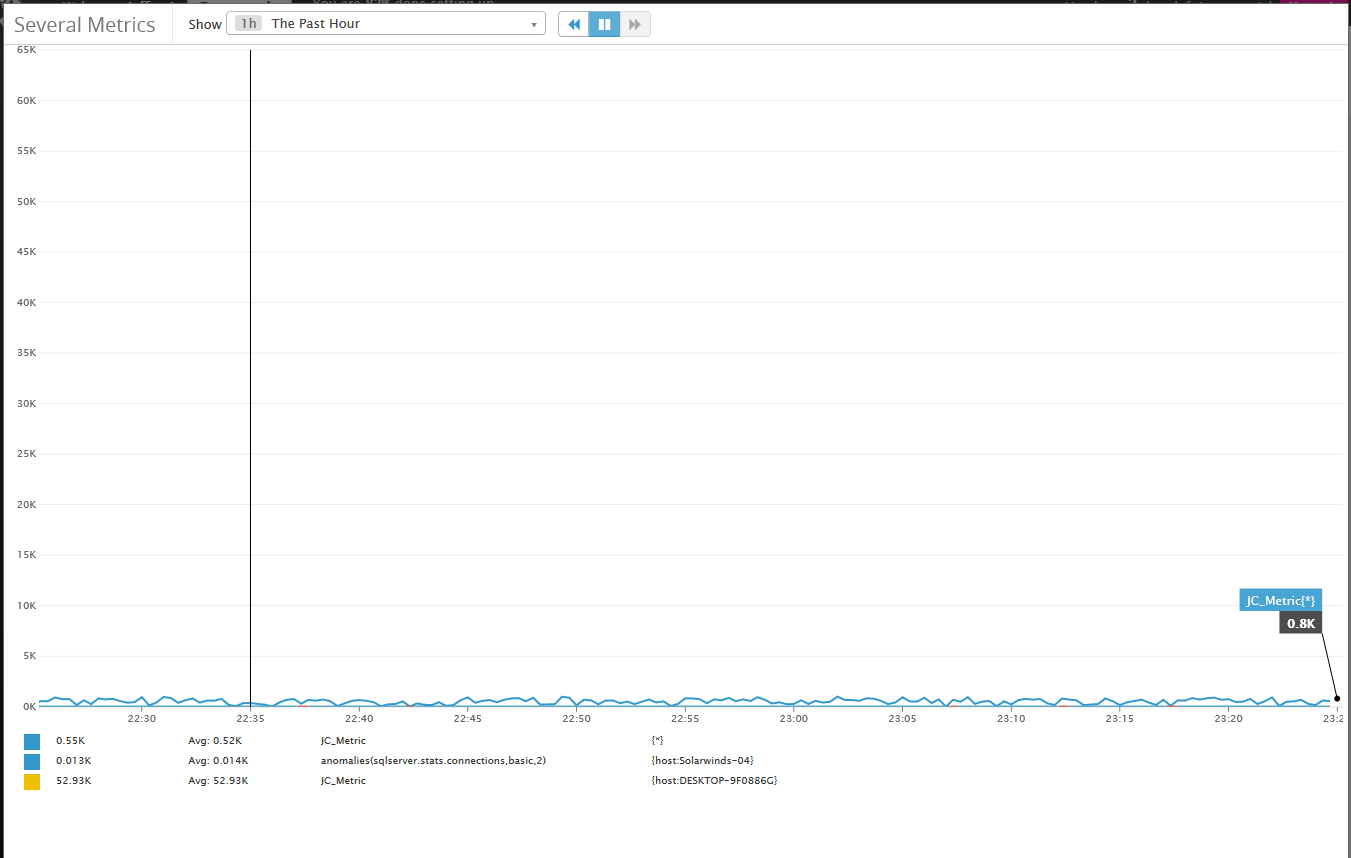 Several Metrics
Show 1h The Past Hour
65K
60K
55K
50K
45K
40K
35K
30K
25K
20K
15K
10K
5K
0K
JC_Metric{*}
0.8K
22:30 22:35 22:40 22:45 22:50 22:55 23:00 23:05 23:10 23:15 23:20 23:2
0.55K Avg: 0.52K JC_Metric {*}
0.013K Avg: 0.014K anomalies(sqlserver.stats.connections,basic,2) {host:Solarwinds-04}
52.93K Avg: 52.93K JC_Metric {host:DESKTOP-9F0886G}